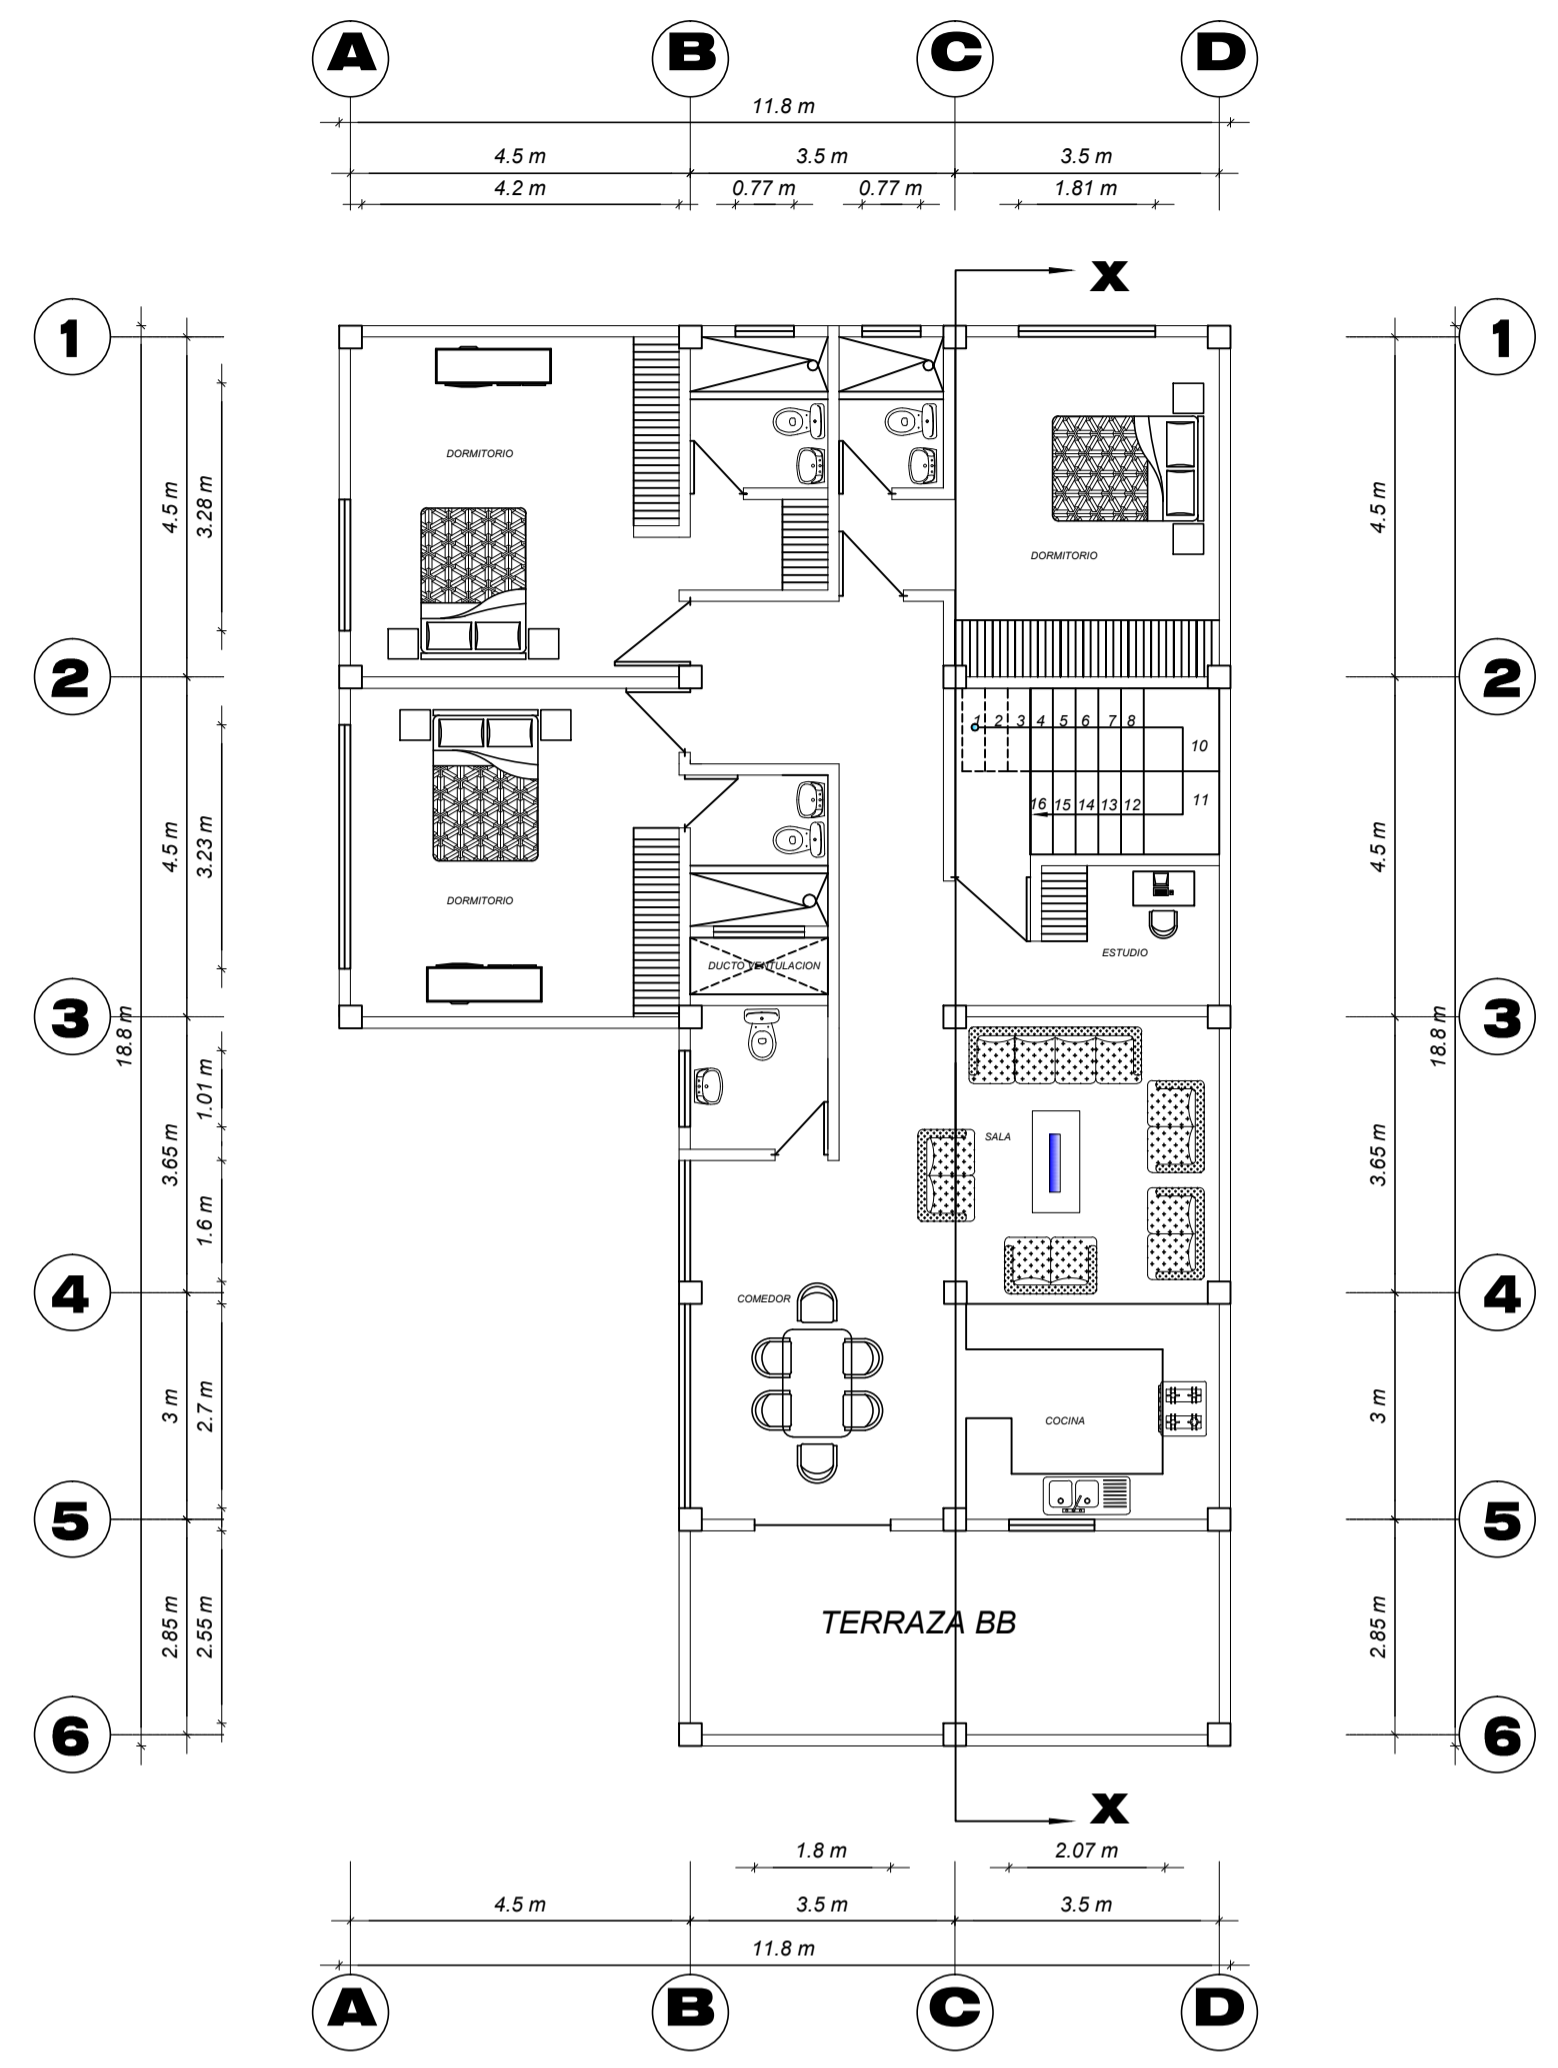 A B C D
11.8 m
4.5 m 3.5 m 3.5 m
4.2 m 0.77 m 0.77 m 1.81 m
X
1 1
DORMITORIO
4.5 m 3.28 m 4.5 m
DORMITORIO
2 2
1 2 3 4 5 6 7 8
10
16 15 14 13 12 11
4.5 m 3.23 m 4.5 m
DORMITORIO
ESTUDIO
DUCTO VENTULACION
3 3
18.8 m 18.8 m
1.01 m
SALA
3.65 m 3.65 m
1.6 m
4 4
COMEDOR
3 m 2.7 m 3 m
COCINA
5 5
TERRAZA BB
2.85 m 2.55 m 2.85 m
6 6
X
1.8 m 2.07 m
4.5 m 3.5 m 3.5 m
11.8 m
A B C D